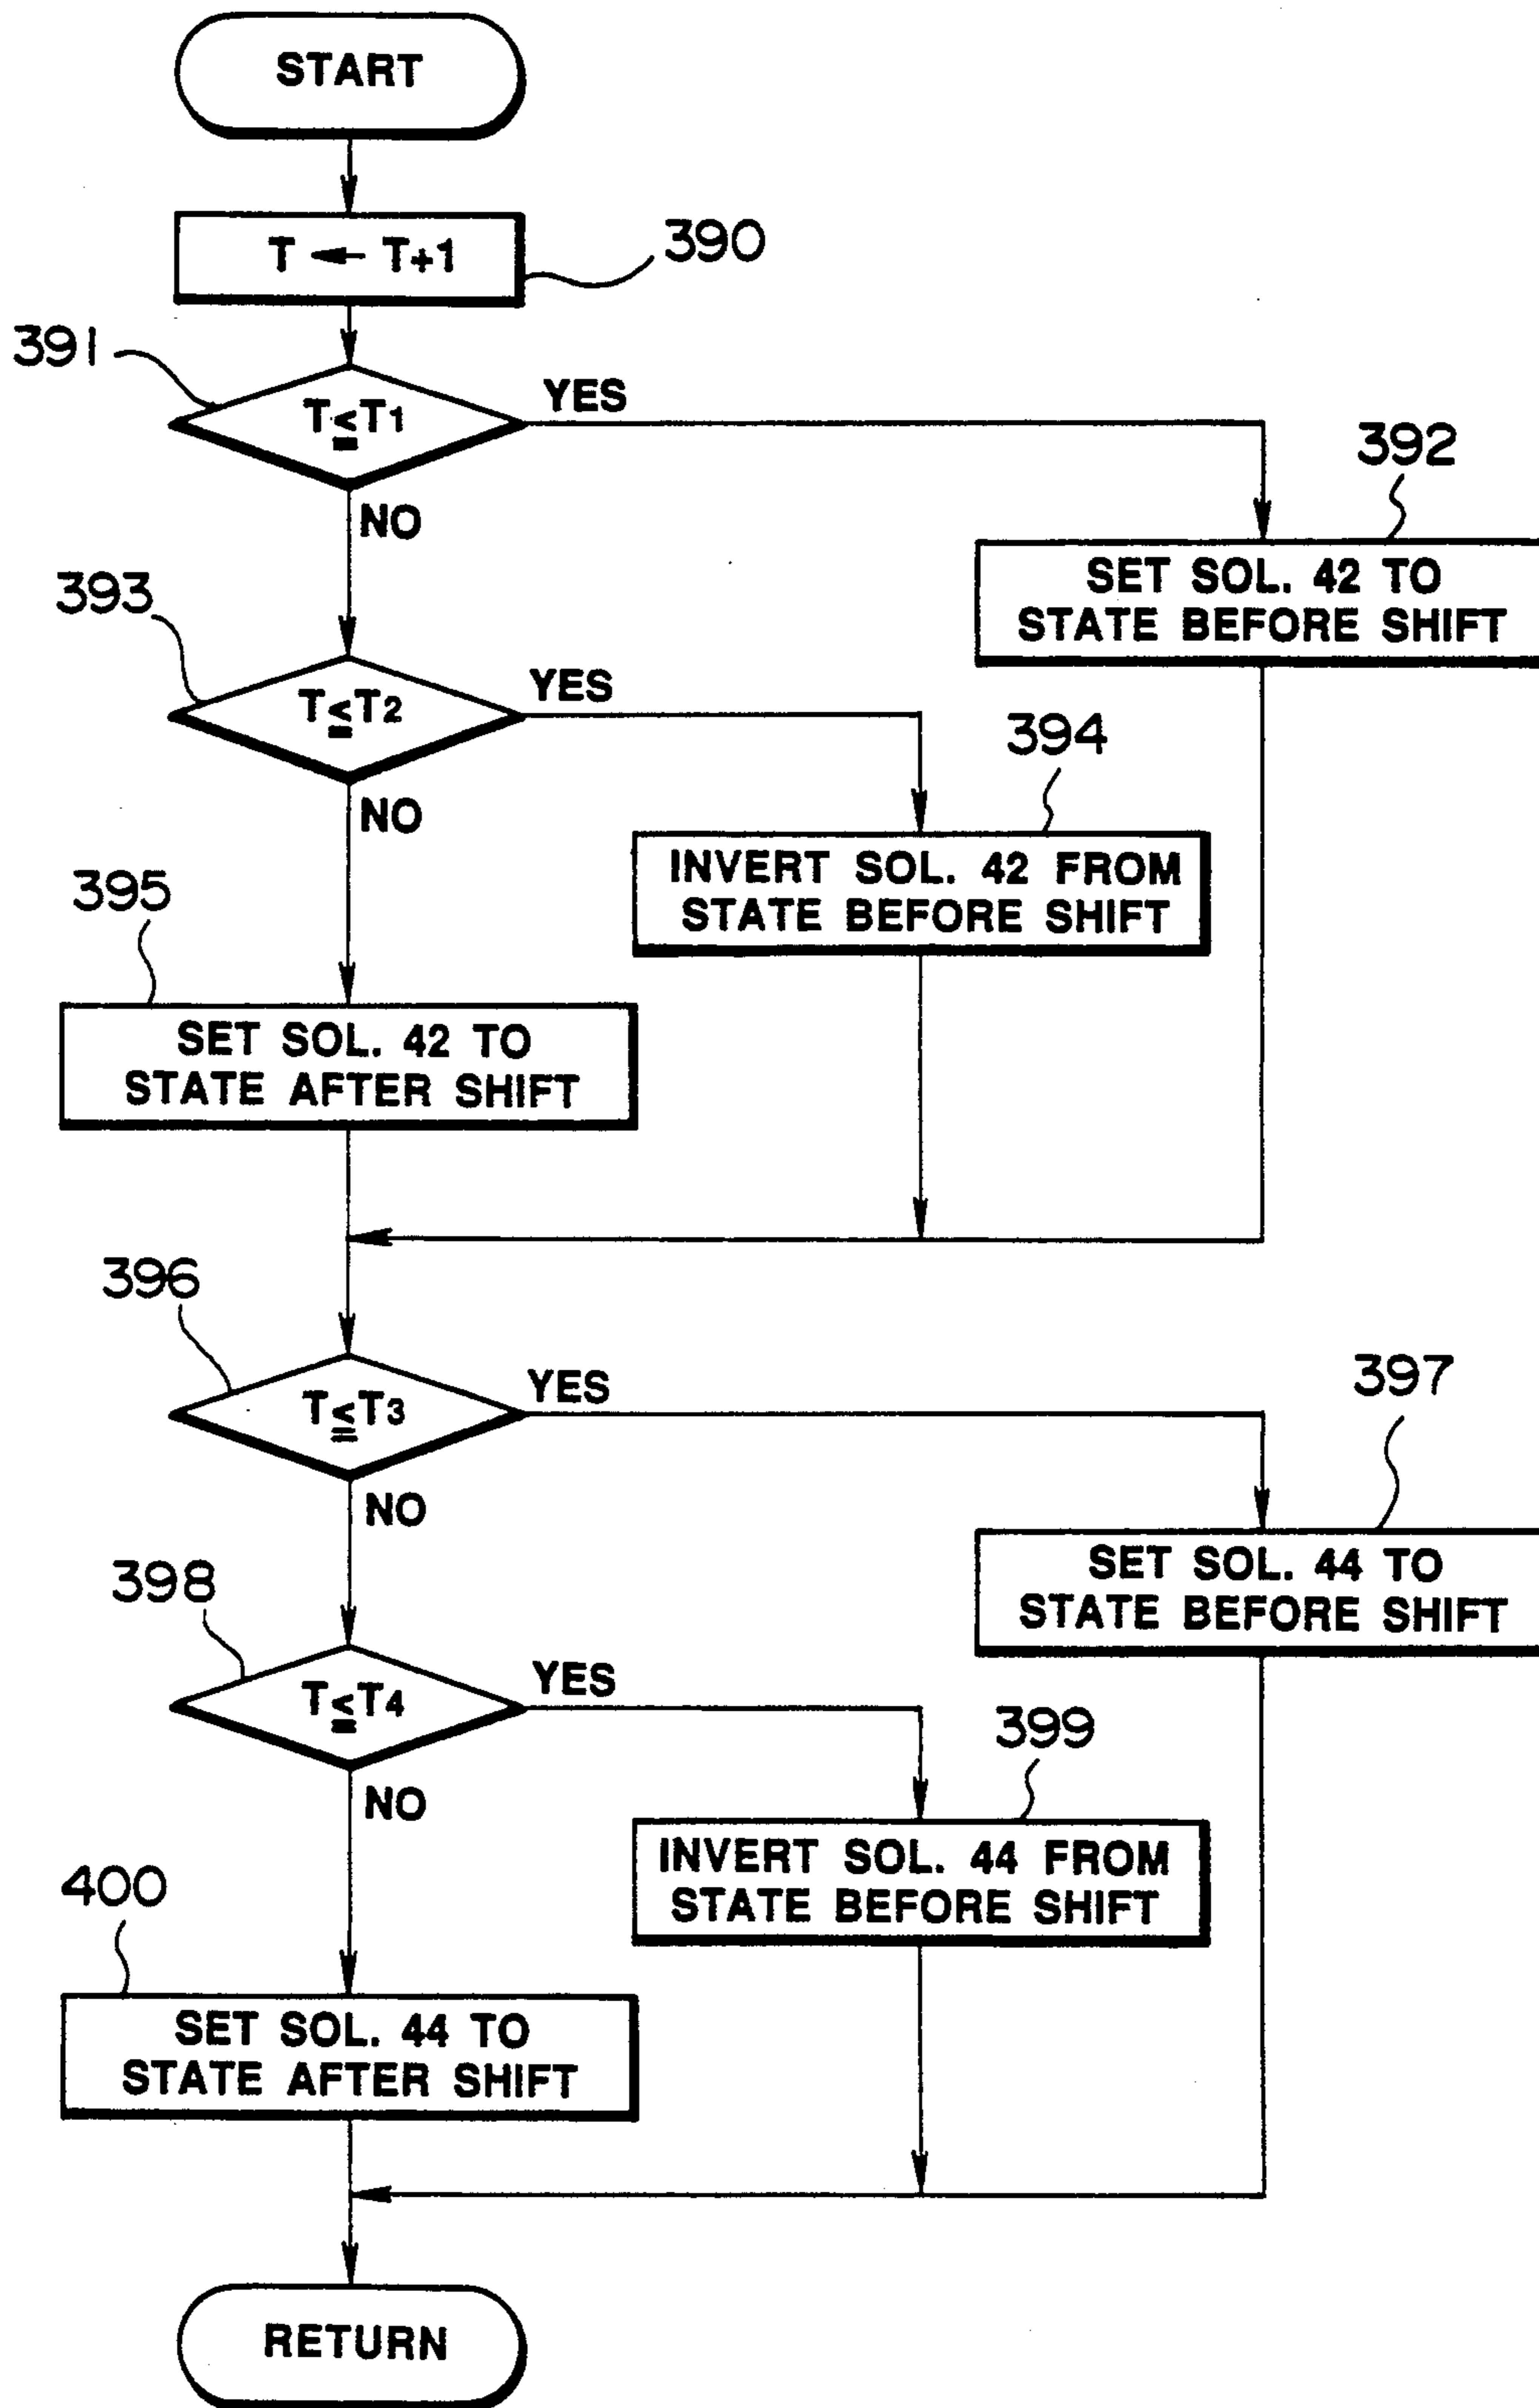 START
T ← T+1
390
391
T≦T1
YES
NO
392
SET SOL. 42 TO
STATE BEFORE SHIFT
393
T≦T2
YES
NO
394
INVERT SOL. 42 FROM
STATE BEFORE SHIFT
395
SET SOL. 42 TO
STATE AFTER SHIFT
396
T≦T3
YES
NO
397
SET SOL. 44 TO
STATE BEFORE SHIFT
398
T≦T4
YES
NO
399
INVERT SOL. 44 FROM
STATE BEFORE SHIFT
400
SET SOL. 44 TO
STATE AFTER SHIFT
RETURN